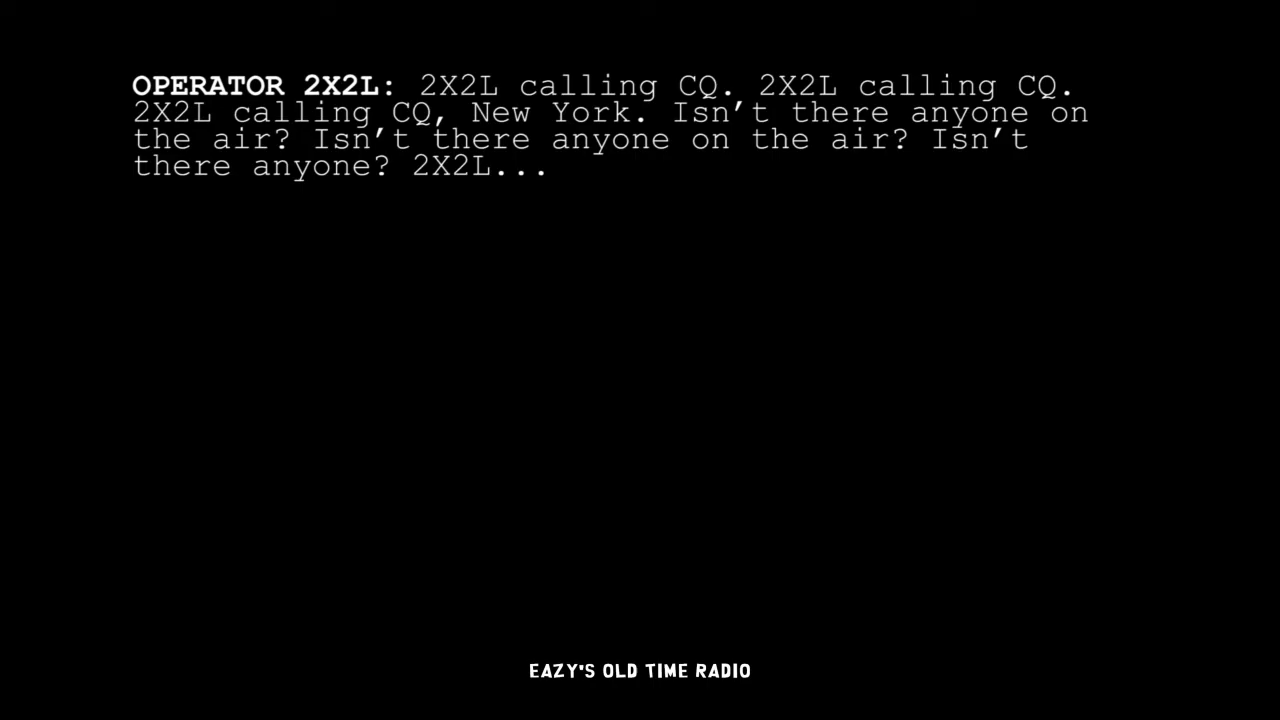 OPERATOR 2X2L: 2X2L calling CQ. 2X2L calling CQ.
2X2L calling CQ, New York. Isn’t there anyone on
the air? Isn’t there anyone on the air? Isn’t
there anyone? 2X2L...
EAZY'S OLD TIME RADIO